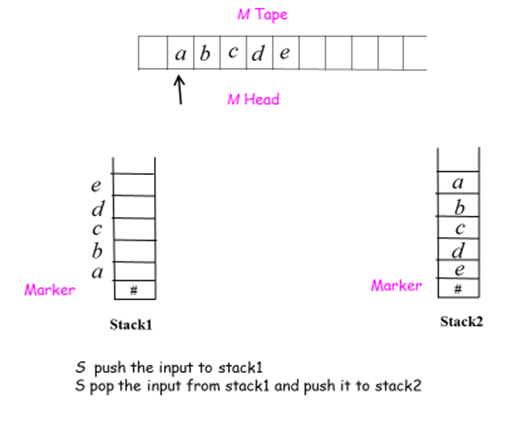 M Tape
a b c d e
M Head
e
d
c
b
a
Marker #
Stack1
a
b
c
d
e
Marker #
Stack2
S push the input to stack1
S pop the input from stack1 and push it to stack2